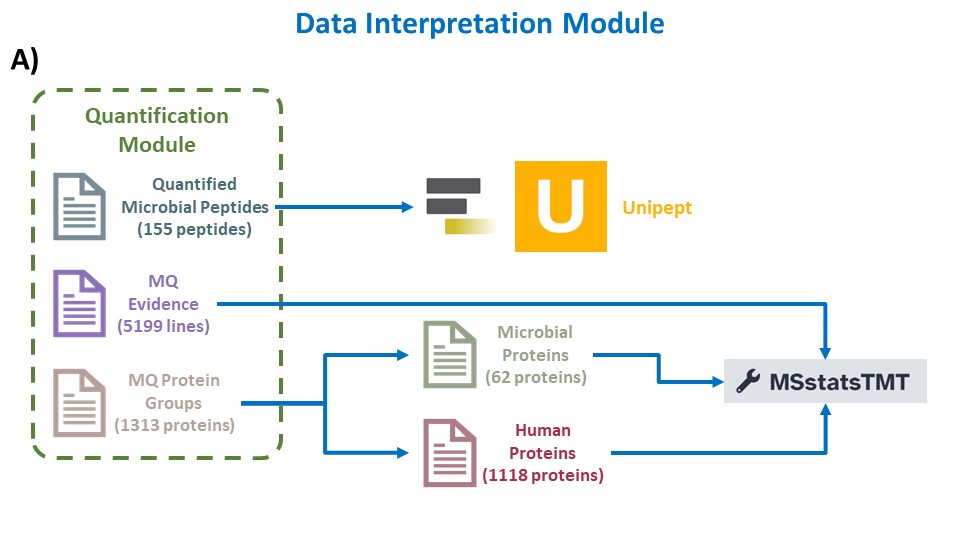 Data Interpretation Module
A)
Quantification
Module
Quantified
Microbial Peptides
(155 peptides)
U
Unipept
MQ
Evidence
(5199 lines)
Microbial
Proteins
(62 proteins)
MSstatsTMT
MQ Protein
Groups
(1313 proteins)
Human
Proteins
(1118 proteins)